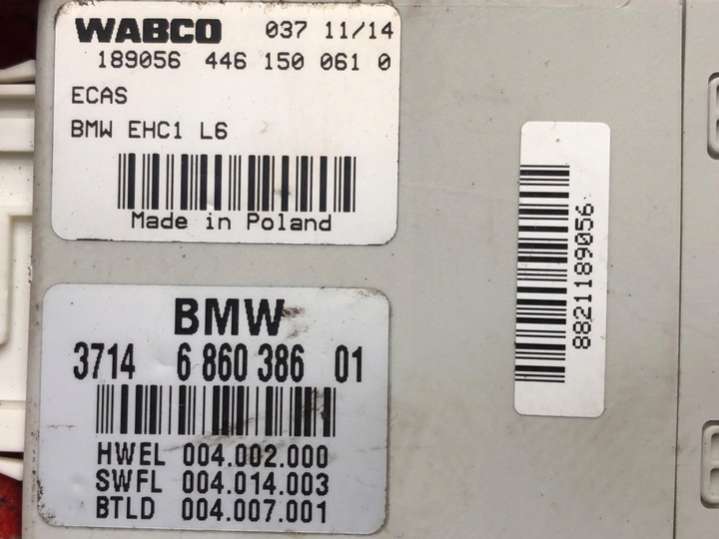 WABCO 037 11/14
189056 446 150 061 0
ECAS
BMW EHC1 L6
Made in Poland
BMW
3714 6 860 386 01
HWEL 004.002.000
SWFL 004.014.003
BTLD 004.007.001
88211189056